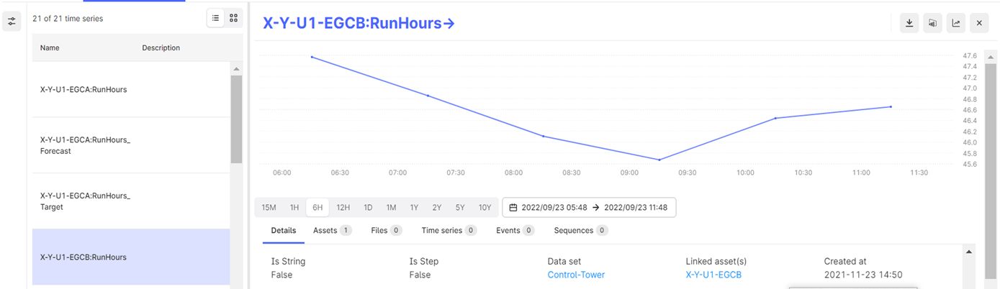 21 of 21 time series
Name Description
X-Y-U1-EGCA:RunHours
X-Y-U1-EGCA:RunHours_
Forecast
X-Y-U1-EGCA:RunHours_
Target
X-Y-U1-EGCB:RunHours
X-Y-U1-EGCB:RunHours→
47.6
47.4
47.2
47.0
46.8
46.6
46.4
46.2
46.0
45.8
45.6
06:00 06:30 07:00 07:30 08:00 08:30 09:00 09:30 10:00 10:30 11:00 11:30
15M 1H 6H 12H 1D 1M 1Y 2Y 5Y 10Y 2022/09/23 05:48 → 2022/09/23 11:48
Details Assets 1 Files 0 Time series 0 Events 0 Sequences 0
Is String Is Step Data set Linked asset(s) Created at
False False Control-Tower X-Y-U1-EGCB 2021-11-23 14:50